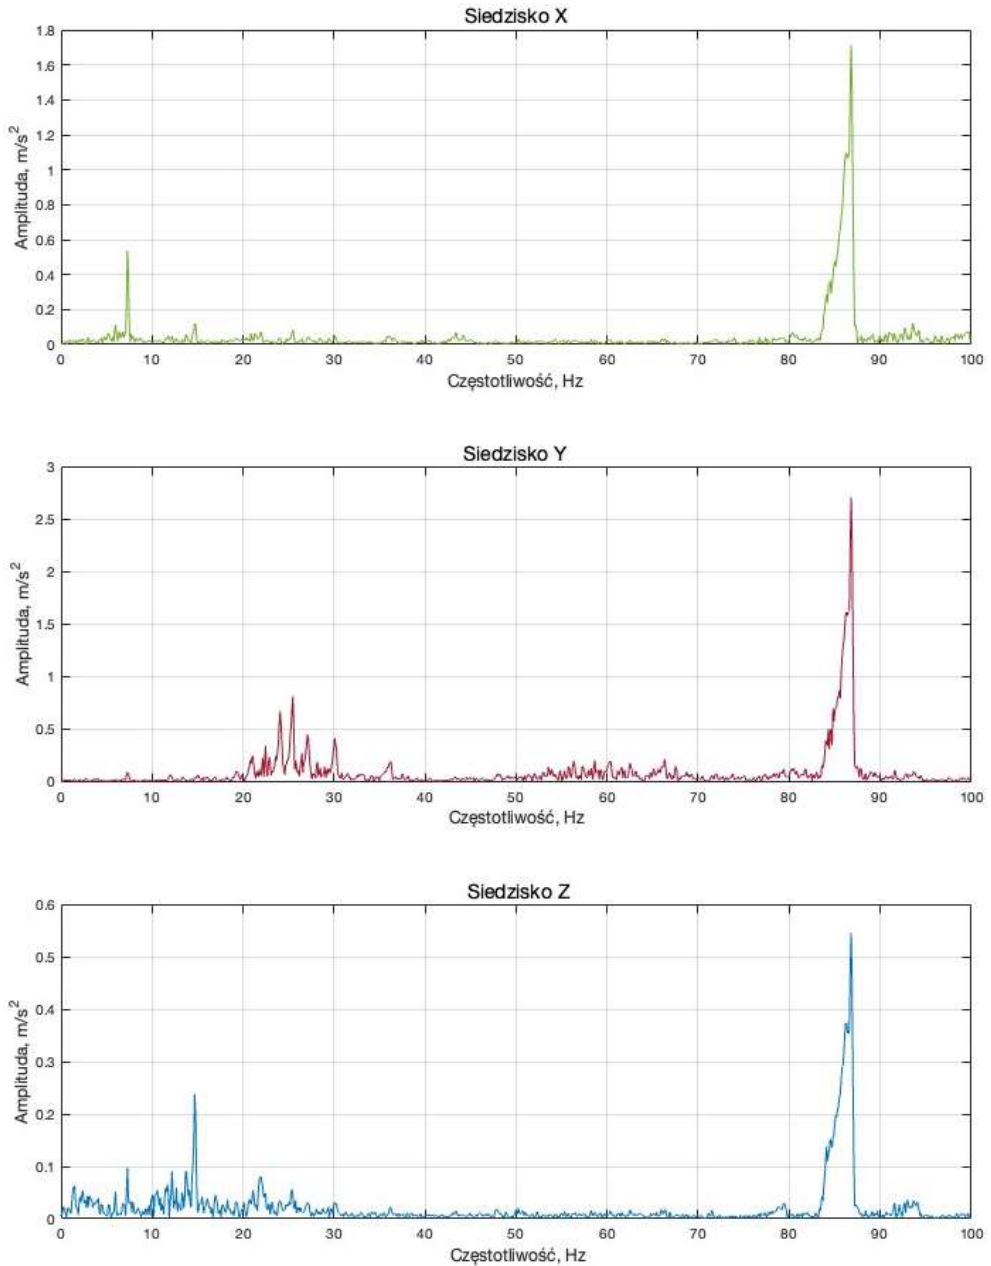 Siedzisko X
1.8
1.6
1.4
1.2
1
0.8
0.6
0.4
0.2
0
Amplituda, m/s2
0 10 20 30 40 50 60 70 80 90 100
Częstotliwość, Hz
Siedzisko Y
3
2.5
2
1.5
1
0.5
0
Amplituda, m/s2
0 10 20 30 40 50 60 70 80 90 100
Częstotliwość, Hz
Siedzisko Z
0.6
0.5
0.4
0.3
0.2
0.1
0
Amplituda, m/s2
0 10 20 30 40 50 60 70 80 90 100
Częstotliwość, Hz